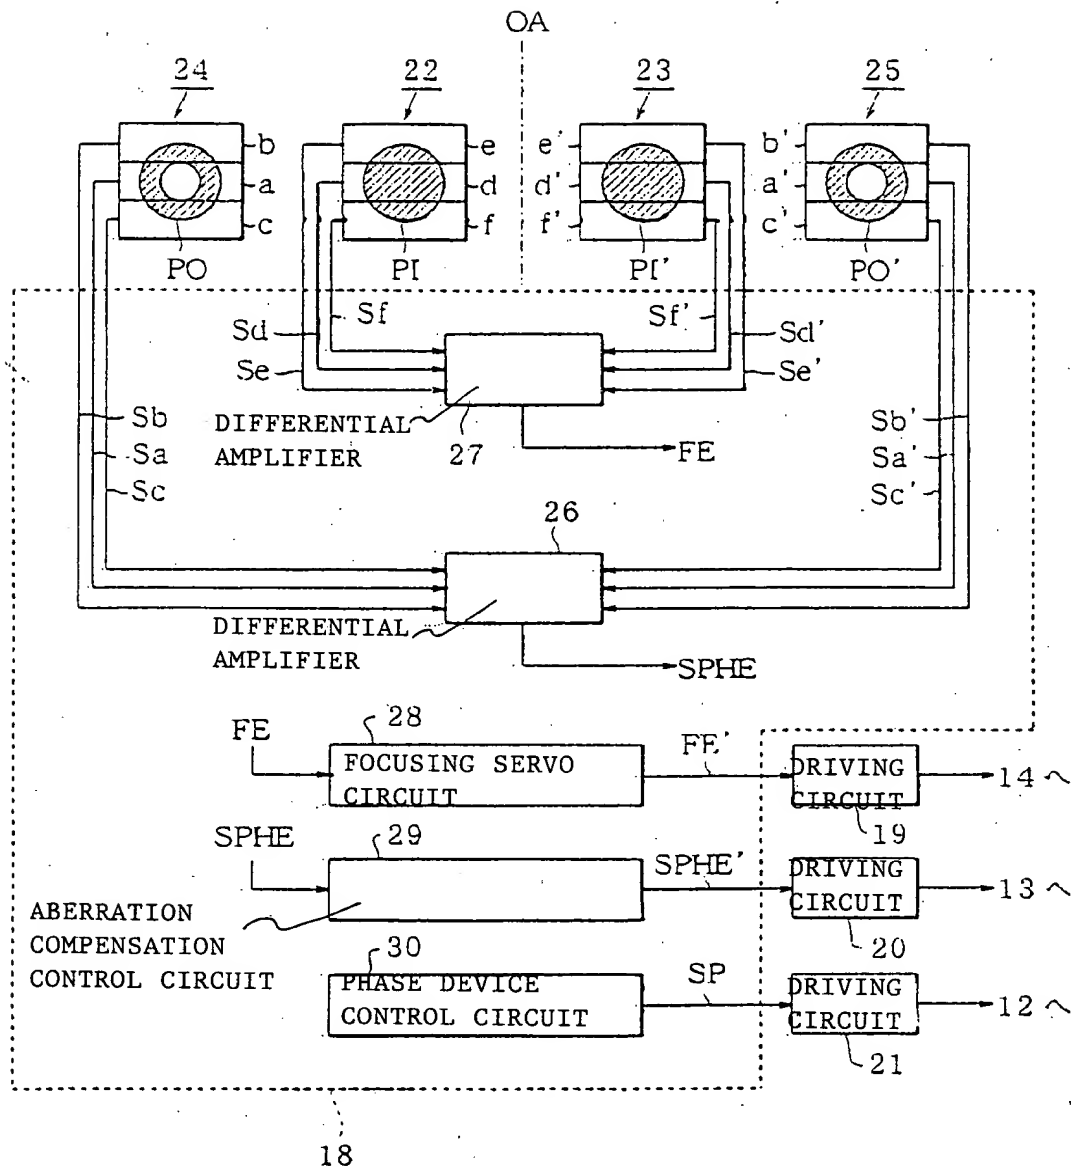 OA
24
22
23
25
b
a
c
e
d
f
e'
d'
f'
b'
a'
c'
PO
PI
PI'
PO'
Sf
Sd
Se
Sf'
Sd'
Se'
DIFFERENTIAL
AMPLIFIER
27
FE
Sb
Sa
Sc
Sb'
Sa'
Sc'
26
DIFFERENTIAL
AMPLIFIER
SPHE
FE
28
FOCUSING SERVO
CIRCUIT
FE'
DRIVING
CIRCUIT
14
19
SPHE
29
SPHE'
DRIVING
CIRCUIT
13
20
ABERRATION
COMPENSATION
CONTROL CIRCUIT
30
PHASE DEVICE
CONTROL CIRCUIT
SP
DRIVING
CIRCUIT
12
21
18